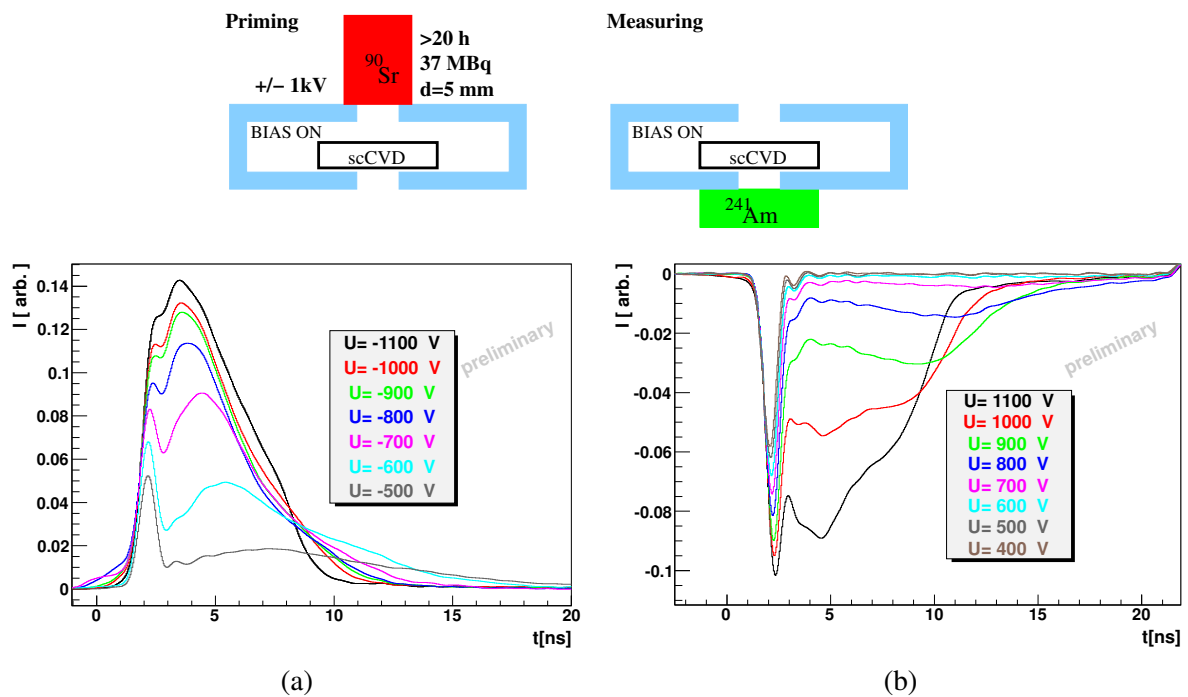 Priming
Measuring
>20 h
37 MBq
d=5 mm
90Sr
+/− 1kV
BIAS ON
scCVD
BIAS ON
scCVD
241Am
I [ arb. ]
0.14
0.12
0.1
0.08
0.06
0.04
0.02
0
0 5 10 15 20
t[ns]
U= -1100 V
U= -1000 V
U= -900 V
U= -800 V
U= -700 V
U= -600 V
U= -500 V
preliminary
(a)
I [ arb. ]
0
-0.02
-0.04
-0.06
-0.08
-0.1
0 5 10 15 20
t[ns]
preliminary
U= 1100 V
U= 1000 V
U= 900 V
U= 800 V
U= 700 V
U= 600 V
U= 500 V
U= 400 V
(b)